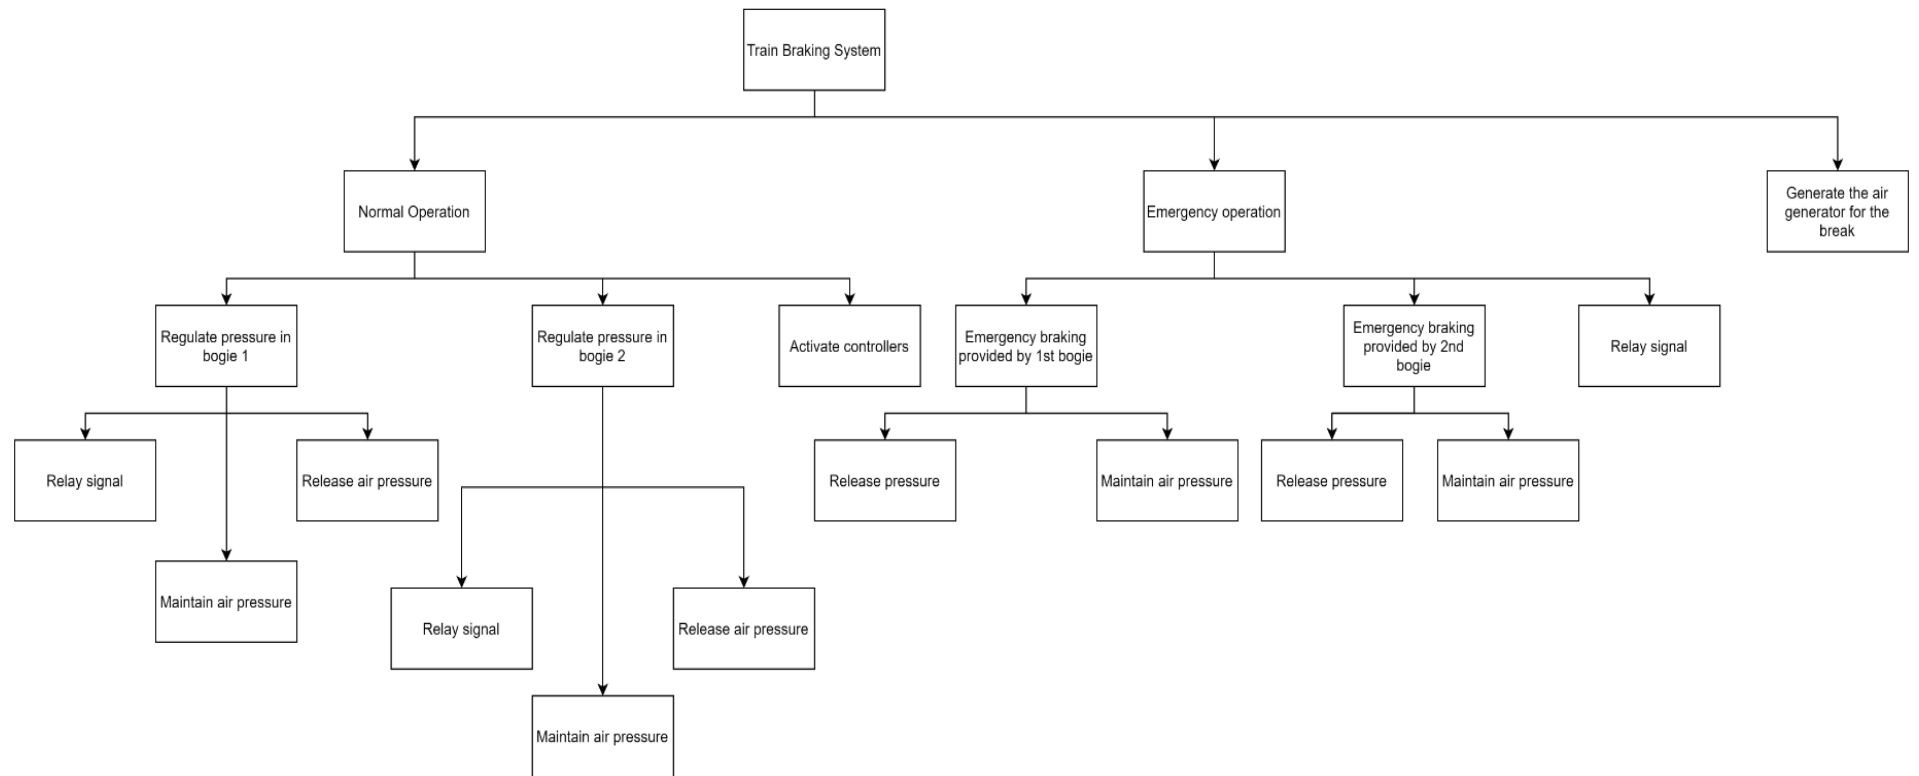 Train Braking System
Normal Operation
Emergency operation
Generate the air
generator for the
break
Regulate pressure in
bogie 1
Regulate pressure in
bogie 2
Activate controllers
Emergency braking
provided by 1st bogie
Emergency braking
provided by 2nd
bogie
Relay signal
Relay signal
Release air pressure
Release pressure
Maintain air pressure
Release pressure
Maintain air pressure
Maintain air pressure
Relay signal
Release air pressure
Maintain air pressure